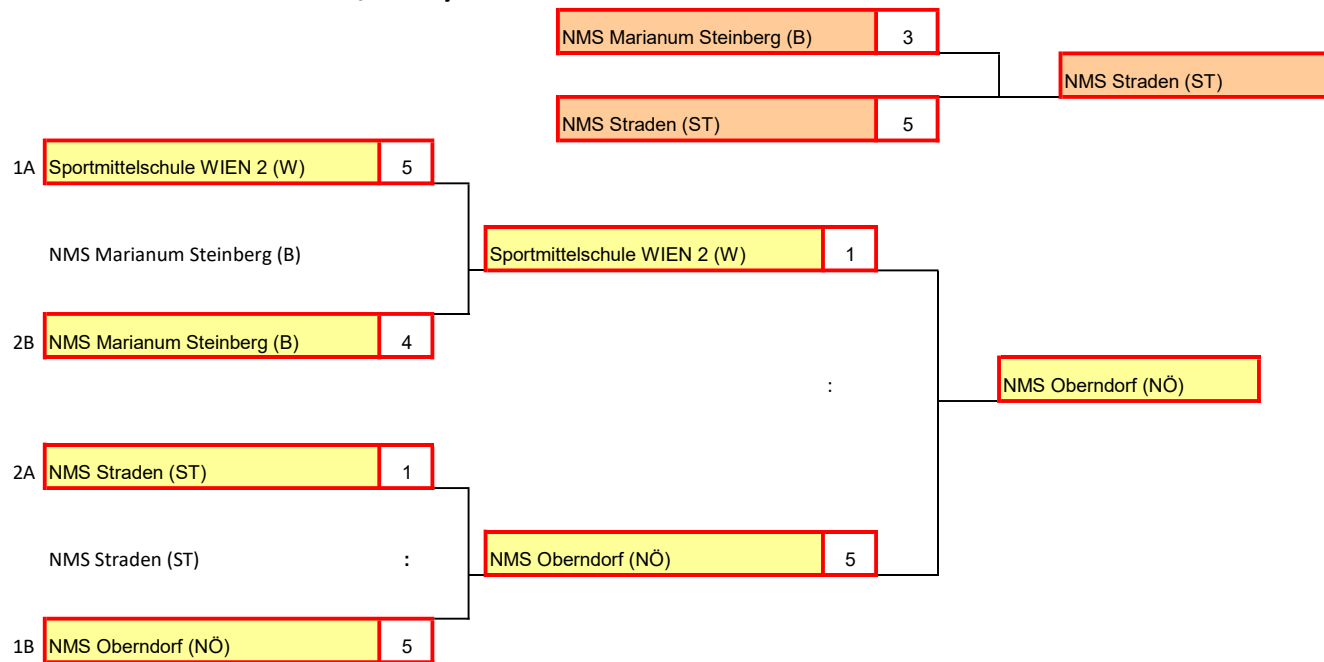 NMS Marianum Steinberg (B) 3
NMS Straden (ST)
NMS Straden (ST) 5
1A Sportmittelschule WIEN 2 (W) 5
NMS Marianum Steinberg (B) Sportmittelschule WIEN 2 (W) 1
2B NMS Marianum Steinberg (B) 4
: NMS Oberndorf (NÖ)
2A NMS Straden (ST) 1
NMS Straden (ST) : NMS Oberndorf (NÖ) 5
1B NMS Oberndorf (NÖ) 5